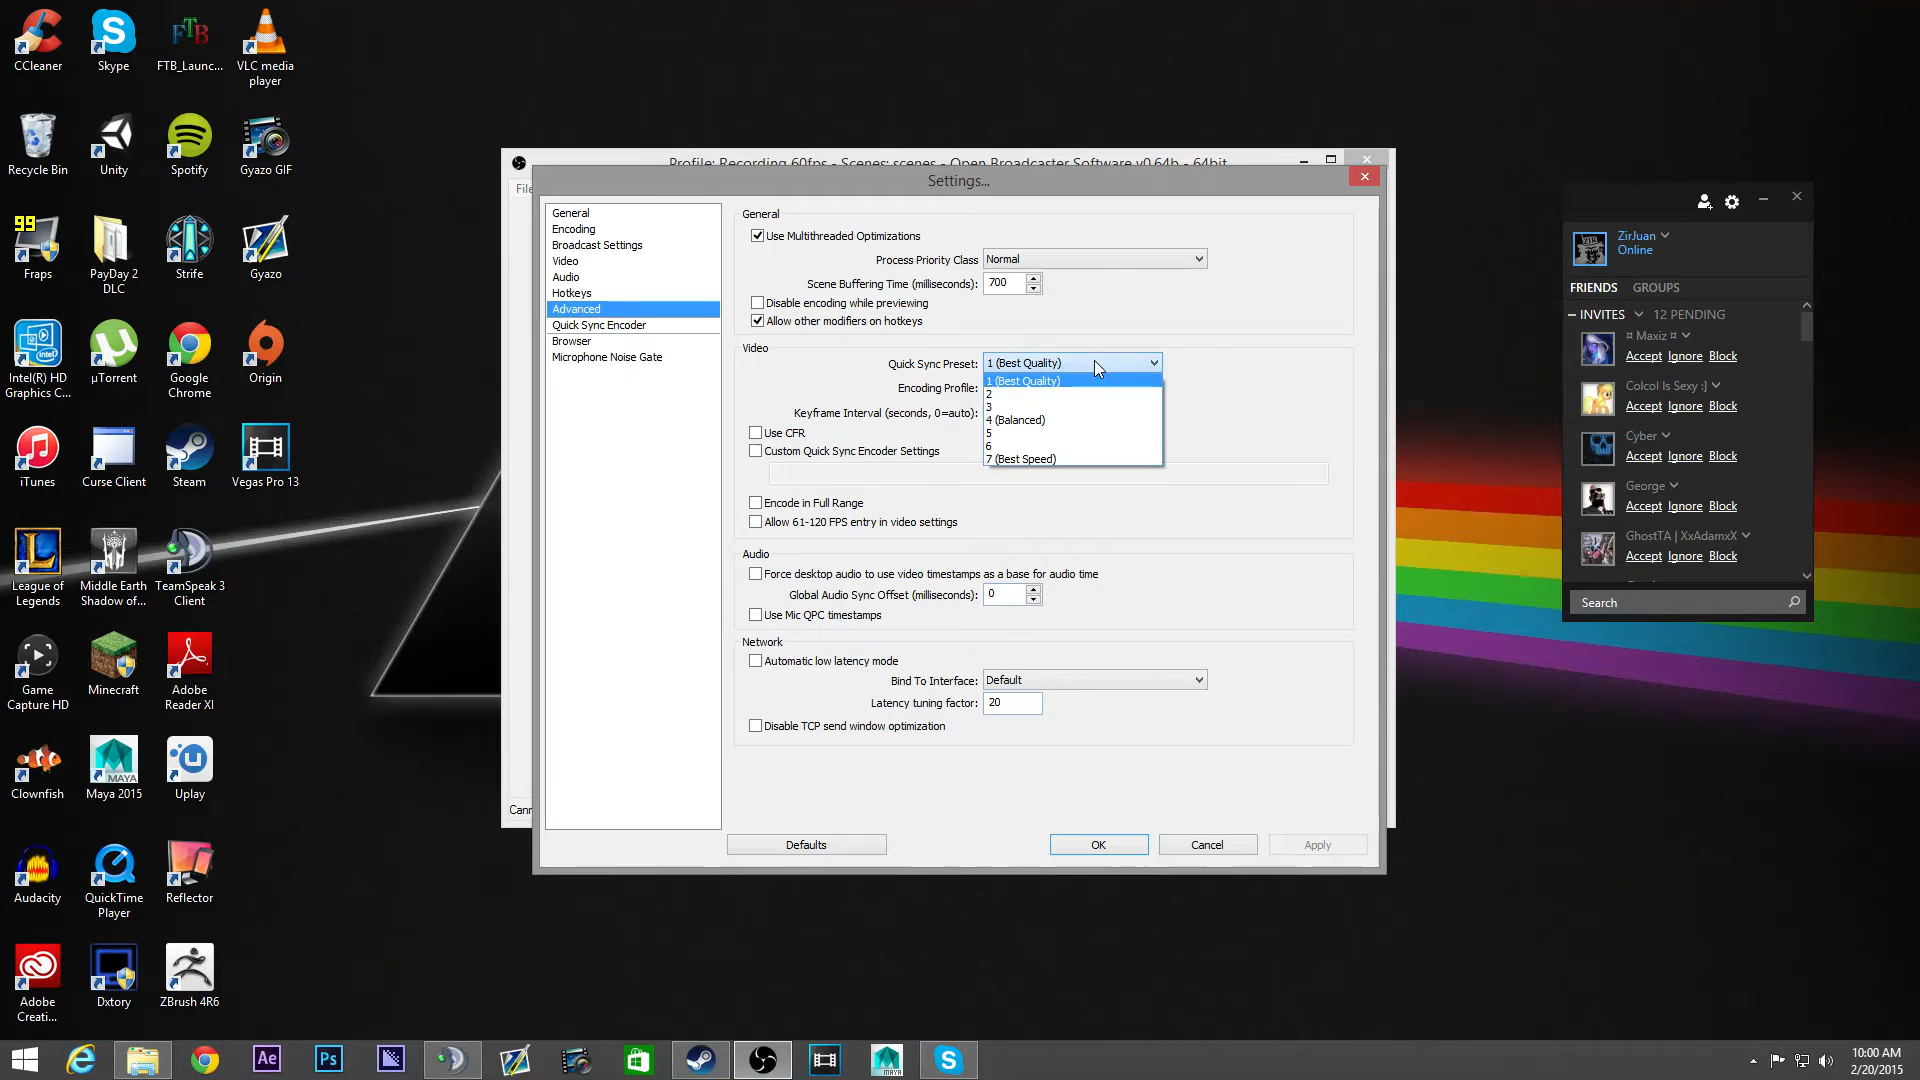 CCleaner
Skype
FTB_Launc...
VLC media
player
Recycle Bin
Unity
Spotify
Gyazo GIF
99
Fraps
PayDay 2
DLC
Strife
Gyazo
Intel(R) HD
Graphics C...
µTorrent
Google
Chrome
Origin
iTunes
Curse Client
Steam
Vegas Pro 13
League of
Legends
Middle Earth
Shadow of...
TeamSpeak 3
Client
Game
Capture HD
Minecraft
Adobe
Reader XI
Clownfish
MAYA
Maya 2015
Uplay
Audacity
QuickTime
Player
Reflector
Adobe
Creati...
Dxtory
ZBrush 4R6
Profile: Recording 60fps - Scenes: scenes - Open Broadcaster Software v0.64b - 64bit
File
Settings...
General
Encoding
Broadcast Settings
Video
Audio
Hotkeys
Advanced
Quick Sync Encoder
Browser
Microphone Noise Gate
General
Use Multithreaded Optimizations
Process Priority Class
Normal
Scene Buffering Time (milliseconds):
700
Disable encoding while previewing
Allow other modifiers on hotkeys
Video
Quick Sync Preset:
1 (Best Quality)
1 (Best Quality)
2
3
4 (Balanced)
5
6
7 (Best Speed)
Encoding Profile:
Keyframe Interval (seconds, 0=auto):
Use CFR
Custom Quick Sync Encoder Settings
Encode in Full Range
Allow 61-120 FPS entry in video settings
Audio
Force desktop audio to use video timestamps as a base for audio time
Global Audio Sync Offset (milliseconds):
0
Use Mic QPC timestamps
Network
Automatic low latency mode
Bind To Interface:
Default
Latency tuning factor:
20
Disable TCP send window optimization
Defaults
OK
Cancel
Apply
ZirJuan
Online
FRIENDS
GROUPS
INVITES
12 PENDING
¤ Maxiz ¤
Accept Ignore Block
Colcol Is Sexy :]
Accept Ignore Block
Cyber
Accept Ignore Block
George
Accept Ignore Block
GhostTA | XxAdamxX
Accept Ignore Block
Search
Ae
Ps
MAYA
10:00 AM
2/20/2015